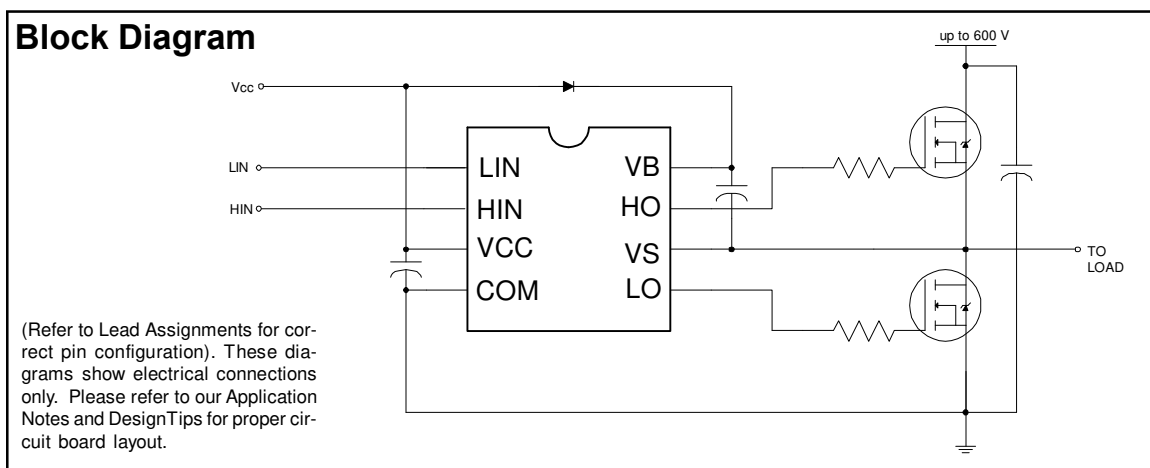 Block Diagram
up to 600 V
Vcc
LIN
HIN
LIN
HIN
VCC
COM
VB
HO
VS
LO
TO
LOAD
(Refer to Lead Assignments for cor-
rect pin configuration). These dia-
grams show electrical connections
only. Please refer to our Application
Notes and DesignTips for proper cir-
cuit board layout.